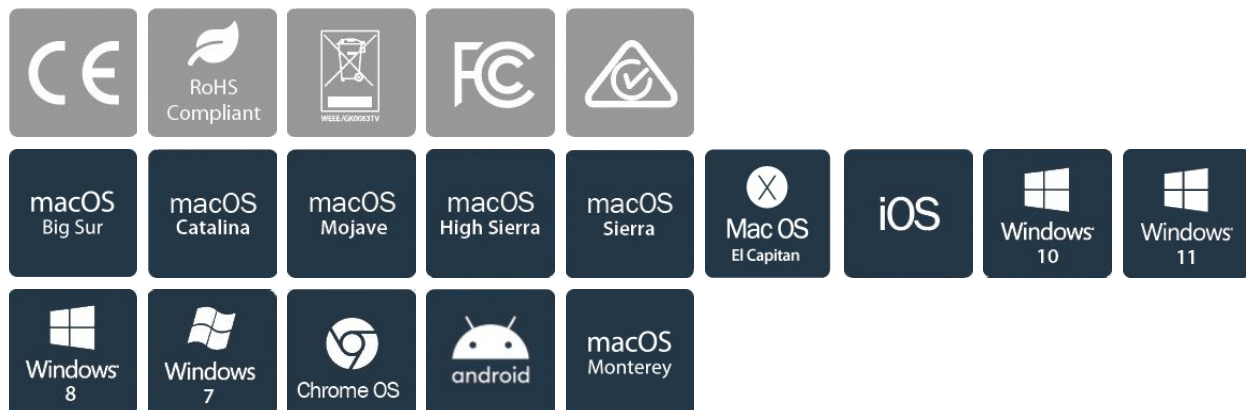 CE
RoHS
Compliant
WEEE/GK0063TV
FC
macOS
Big Sur
macOS
Catalina
macOS
Mojave
macOS
High Sierra
macOS
Sierra
Mac OS
El Capitan
iOS
Windows
10
Windows
11
Windows
8
Windows
7
Chrome OS
android
macOS
Monterey